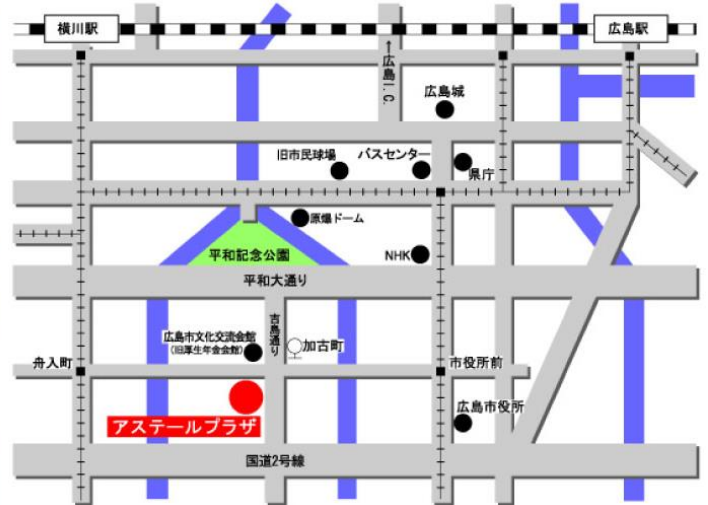 横川駅
広島駅
←広島I.C.
広島城
旧市民球場
バスセンター
県庁
原爆ドーム
平和記念公園
NHK
平和大通り
吉島通り
広島市文化交流会館
(旧厚生年金会館)
加古町
舟入町
市役所前
アステールプラザ
広島市役所
国道2号線